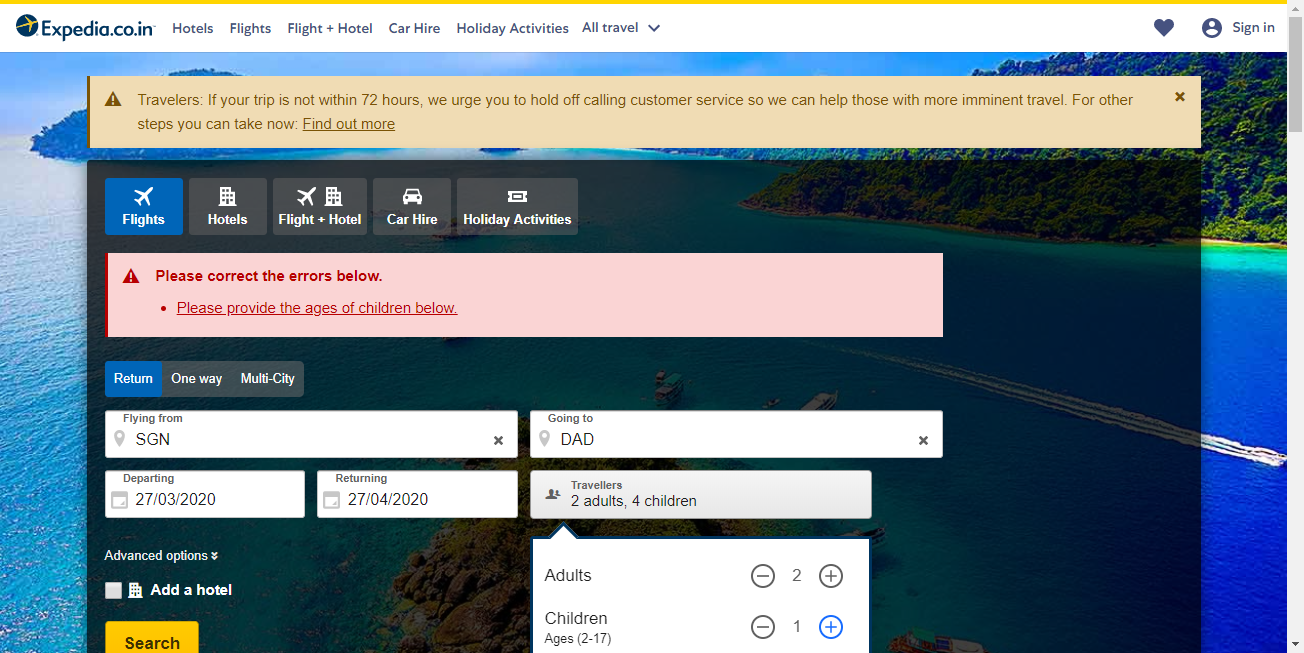 Expedia.co.in
Hotels
Flights
Flight + Hotel
Car Hire
Holiday Activities
All travel
Sign in
Travelers: If your trip is not within 72 hours, we urge you to hold off calling customer service so we can help those with more imminent travel. For other
steps you can take now: Find out more
Flights
Hotels
Flight + Hotel
Car Hire
Holiday Activities
Please correct the errors below.
Please provide the ages of children below.
Return
One way
Multi-City
Flying from
SGN
Going to
DAD
Departing
27/03/2020
Returning
27/04/2020
Travellers
2 adults, 4 children
Advanced options
Add a hotel
Search
Adults
2
Children
Ages (2-17)
1